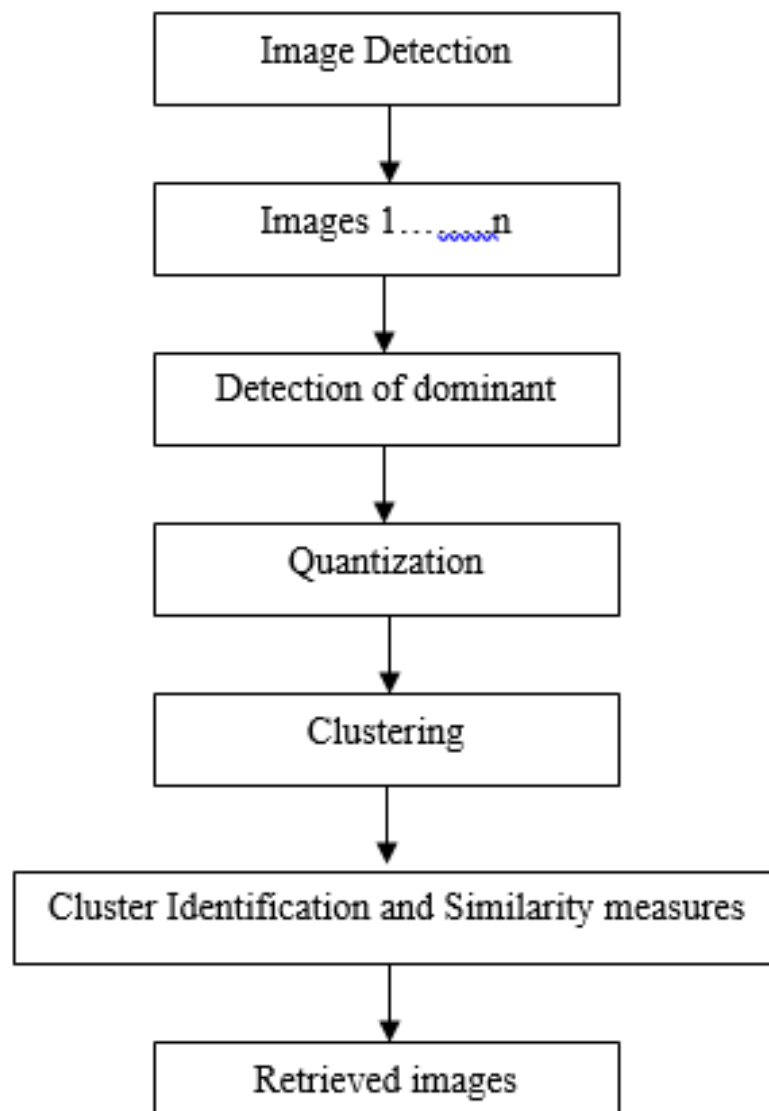 Image Detection
Images 1.........n
Detection of dominant
Quantization
Clustering
Cluster Identification and Similarity measures
Retrieved images